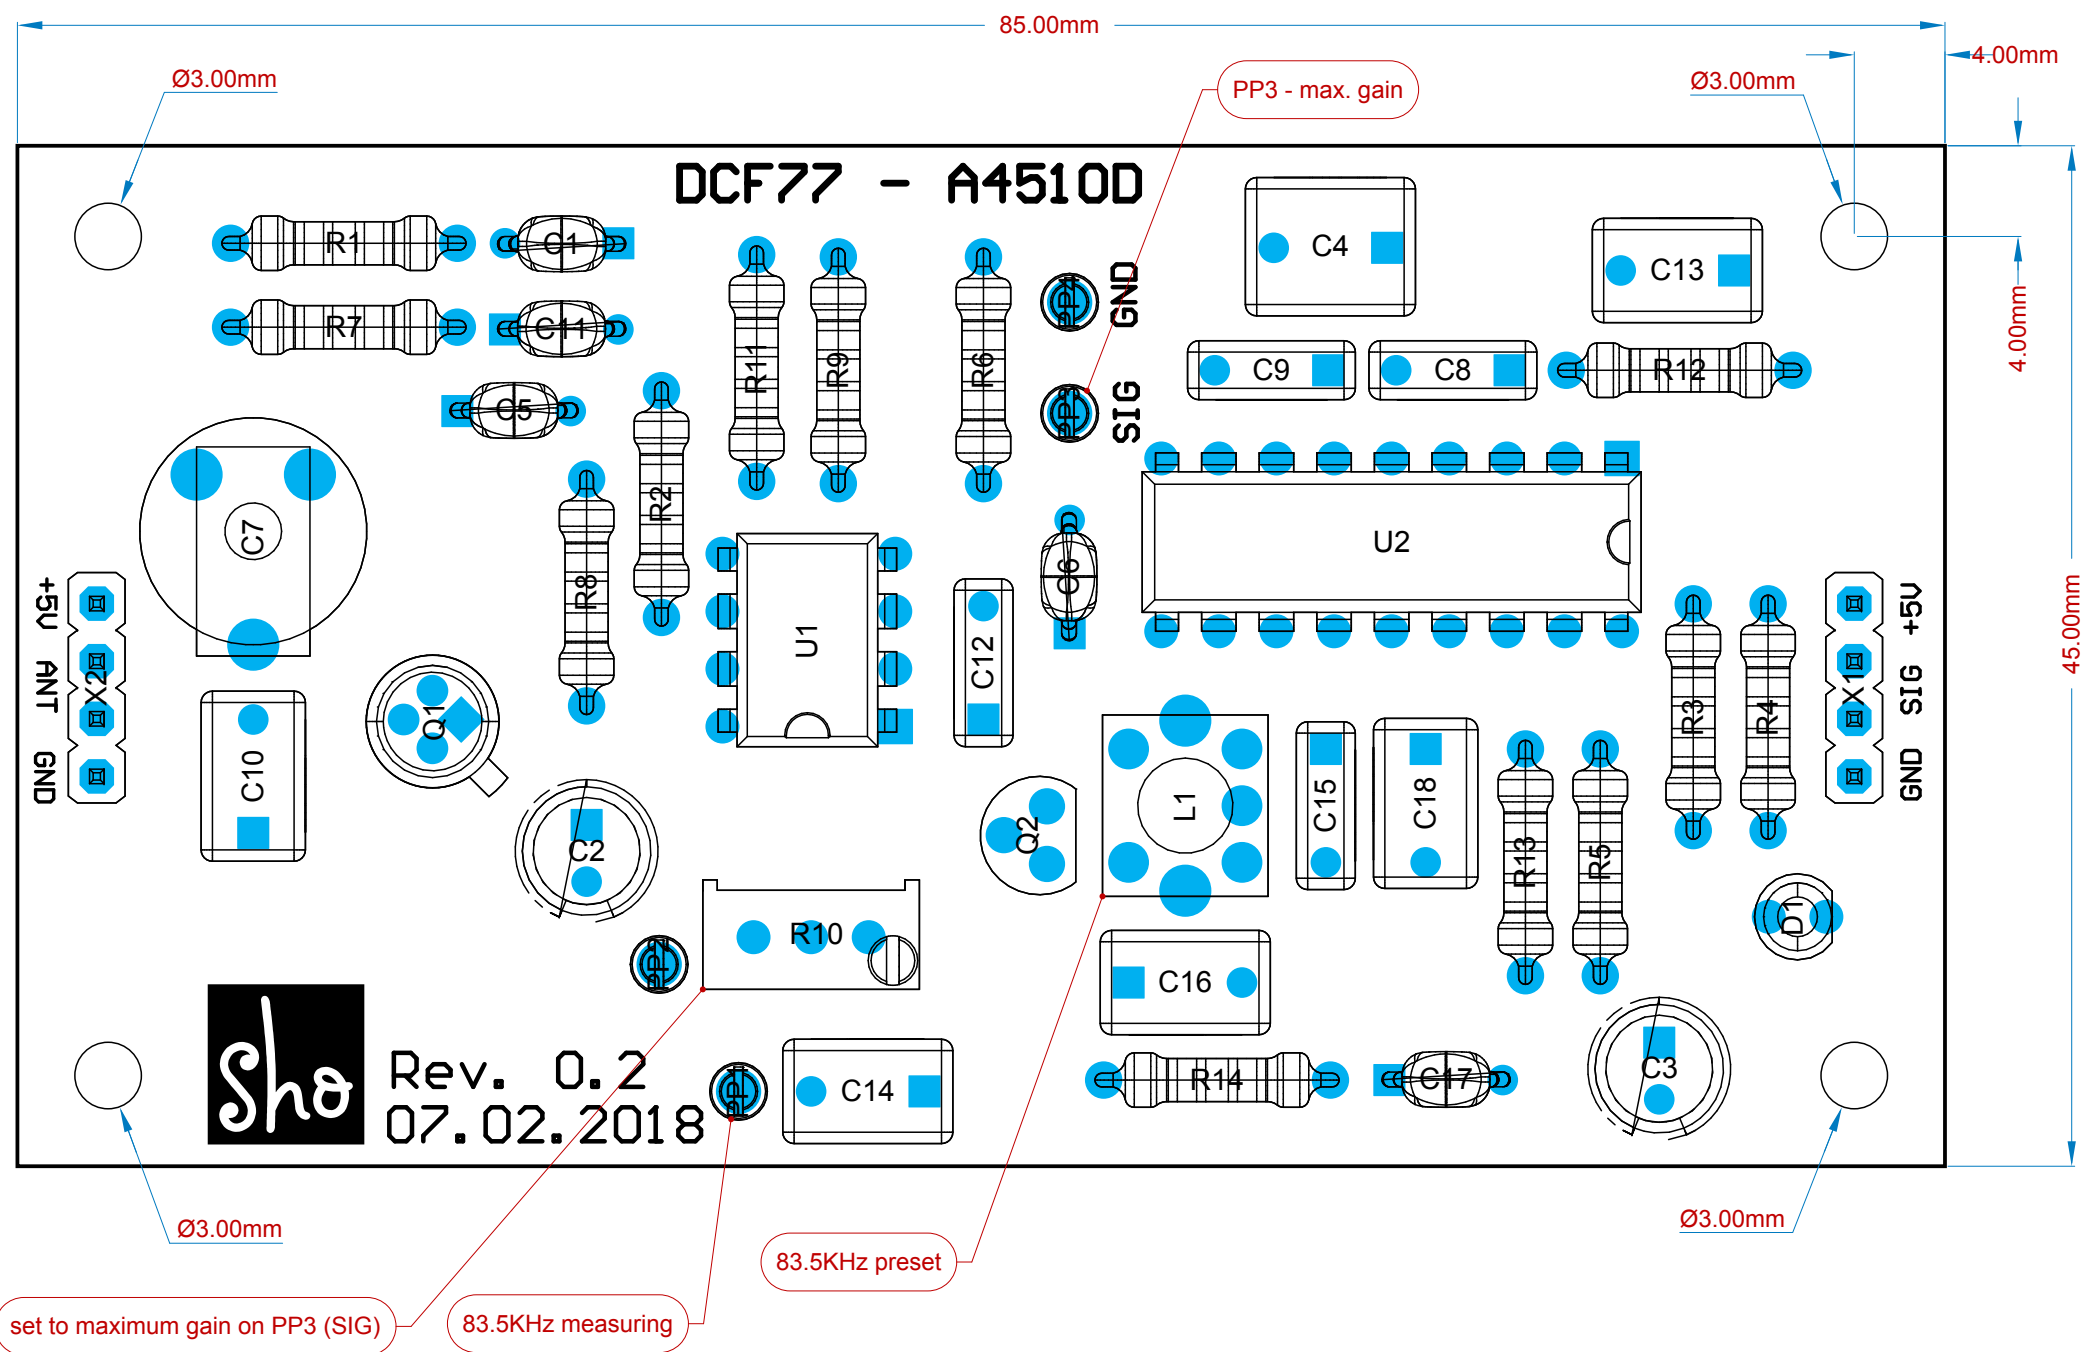 85.00mm
4.00mm
Ø3.00mm
PP3 - max. gain
Ø3.00mm
DCF77 - A4510D
R1
C1
C4
C13
PP4
GND
4.00mm
R7
C11
R11
R9
R6
C9
C8
R12
C5
PP3
SIG
R2
C7
U2
R8
C6
45.00mm
+5V
ANT
GND
X2
U1
C12
+5V
SIG
GND
X1
R3
R4
Q1
C10
C2
Q2
L1
C15
C18
R13
R5
D1
R10
PP2
C16
sho
Rev. 0.2
07.02.2018
PP1
C14
R14
C17
C3
Ø3.00mm
Ø3.00mm
83.5KHz preset
set to maximum gain on PP3 (SIG)
83.5KHz measuring